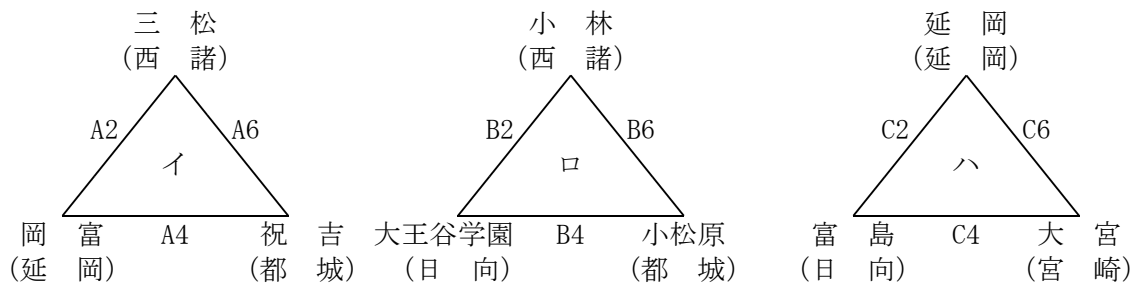 三　松　小　林　延　岡
(西　諸)　(西　諸)　(延　岡)
A2　A6　B2　B6　C2　C6
イ　ロ　ハ
岡　富　A4　祝　吉　大王谷学園　B4　小松原　富　島　C4　大　宮
(延　岡)　(都　城)　(日　向)　(都　城)　(日　向)　(宮　崎)